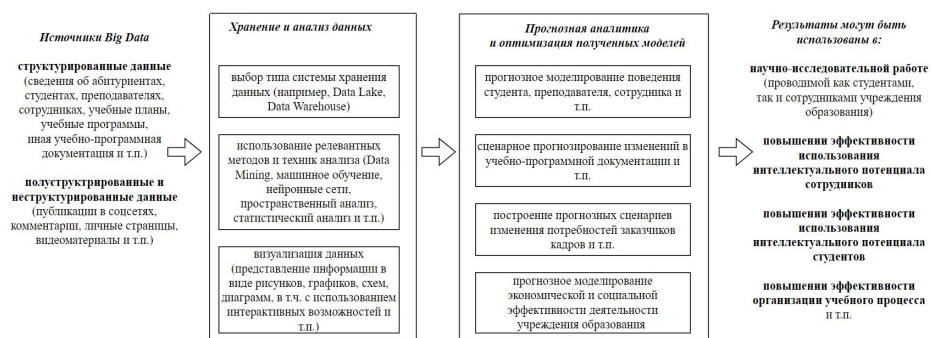 Источники Big Data
структурированные данные
(сведения об абитуриентах,
студентах, преподавателях,
сотрудниках, учебные планы,
учебные программы,
иная учебно-программная
документация и т.п.)
полуструктрированные и
неструктурированные данные
(публикации в соцсетях,
комментарии, личные страницы,
видеоматериалы и т.п.)
Хранение и анализ данных
выбор типа системы хранения
данных (например, Data Lake,
Data Warehouse)
использование релевантных
методов и техник анализа (Data
Mining, машинное обучение,
нейронные сети,
пространственный анализ,
статистический анализ и т.п.)
визуализация данных
(представление информации в
виде рисунков, графиков, схем,
диаграмм, в т.ч. с использованием
интерактивных возможностей и
т.п.)
Прогнозная аналитика
и оптимизация полученных моделей
прогнозное моделирование поведения
студента, преподавателя, сотрудника и
т.п.
сценарное прогнозирование изменений в
учебно-программной документации и
т.п.
построение прогнозных сценариев
изменения потребностей заказчиков
кадров и т.п.
прогнозное моделирование
экономической и социальной
эффективности деятельности
учреждения образования
Результаты могут быть
использованы в:
научно-исследовательной работе
(проводимой как студентами,
так и сотрудниками учреждения
образования)
повышении эффективности
использования
интеллектуального потенциала
сотрудников
повышении эффективности
использования
интеллектуального потенциала
студентов
повышении эффективности
организации учебного процесса
и т.п.